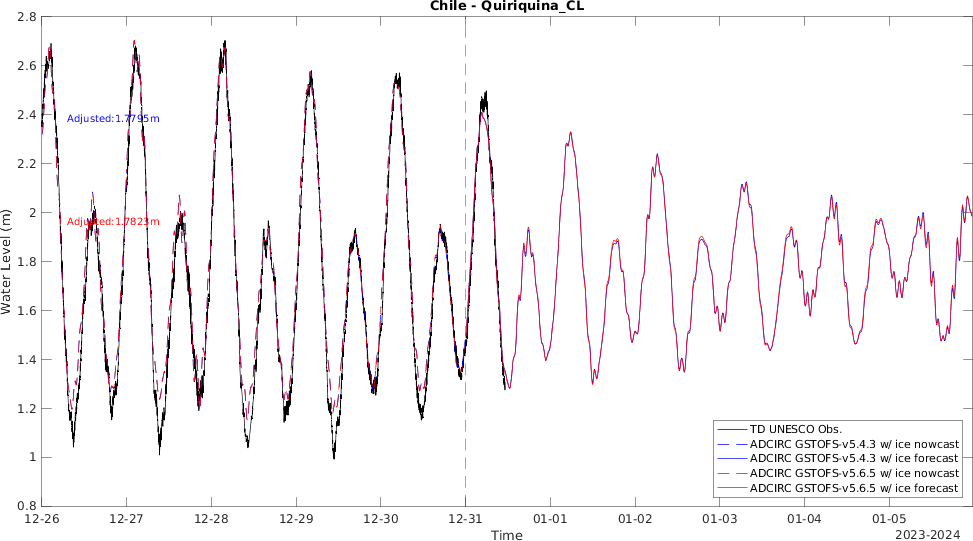 Chile - Quiriquina_CL
2.8
2.6
2.4
2.2
2
1.8
1.6
1.4
1.2
1
0.8
Water Level (m)
Adjusted:1.7795m
Adjusted:1.7823m
TD UNESCO Obs.
ADCIRC GSTOFS-v5.4.3 w/ ice nowcast
ADCIRC GSTOFS-v5.4.3 w/ ice forecast
ADCIRC GSTOFS-v5.6.5 w/ ice nowcast
ADCIRC GSTOFS-v5.6.5 w/ ice forecast
12-26 12-27 12-28 12-29 12-30 12-31 01-01 01-02 01-03 01-04 01-05
Time
2023-2024